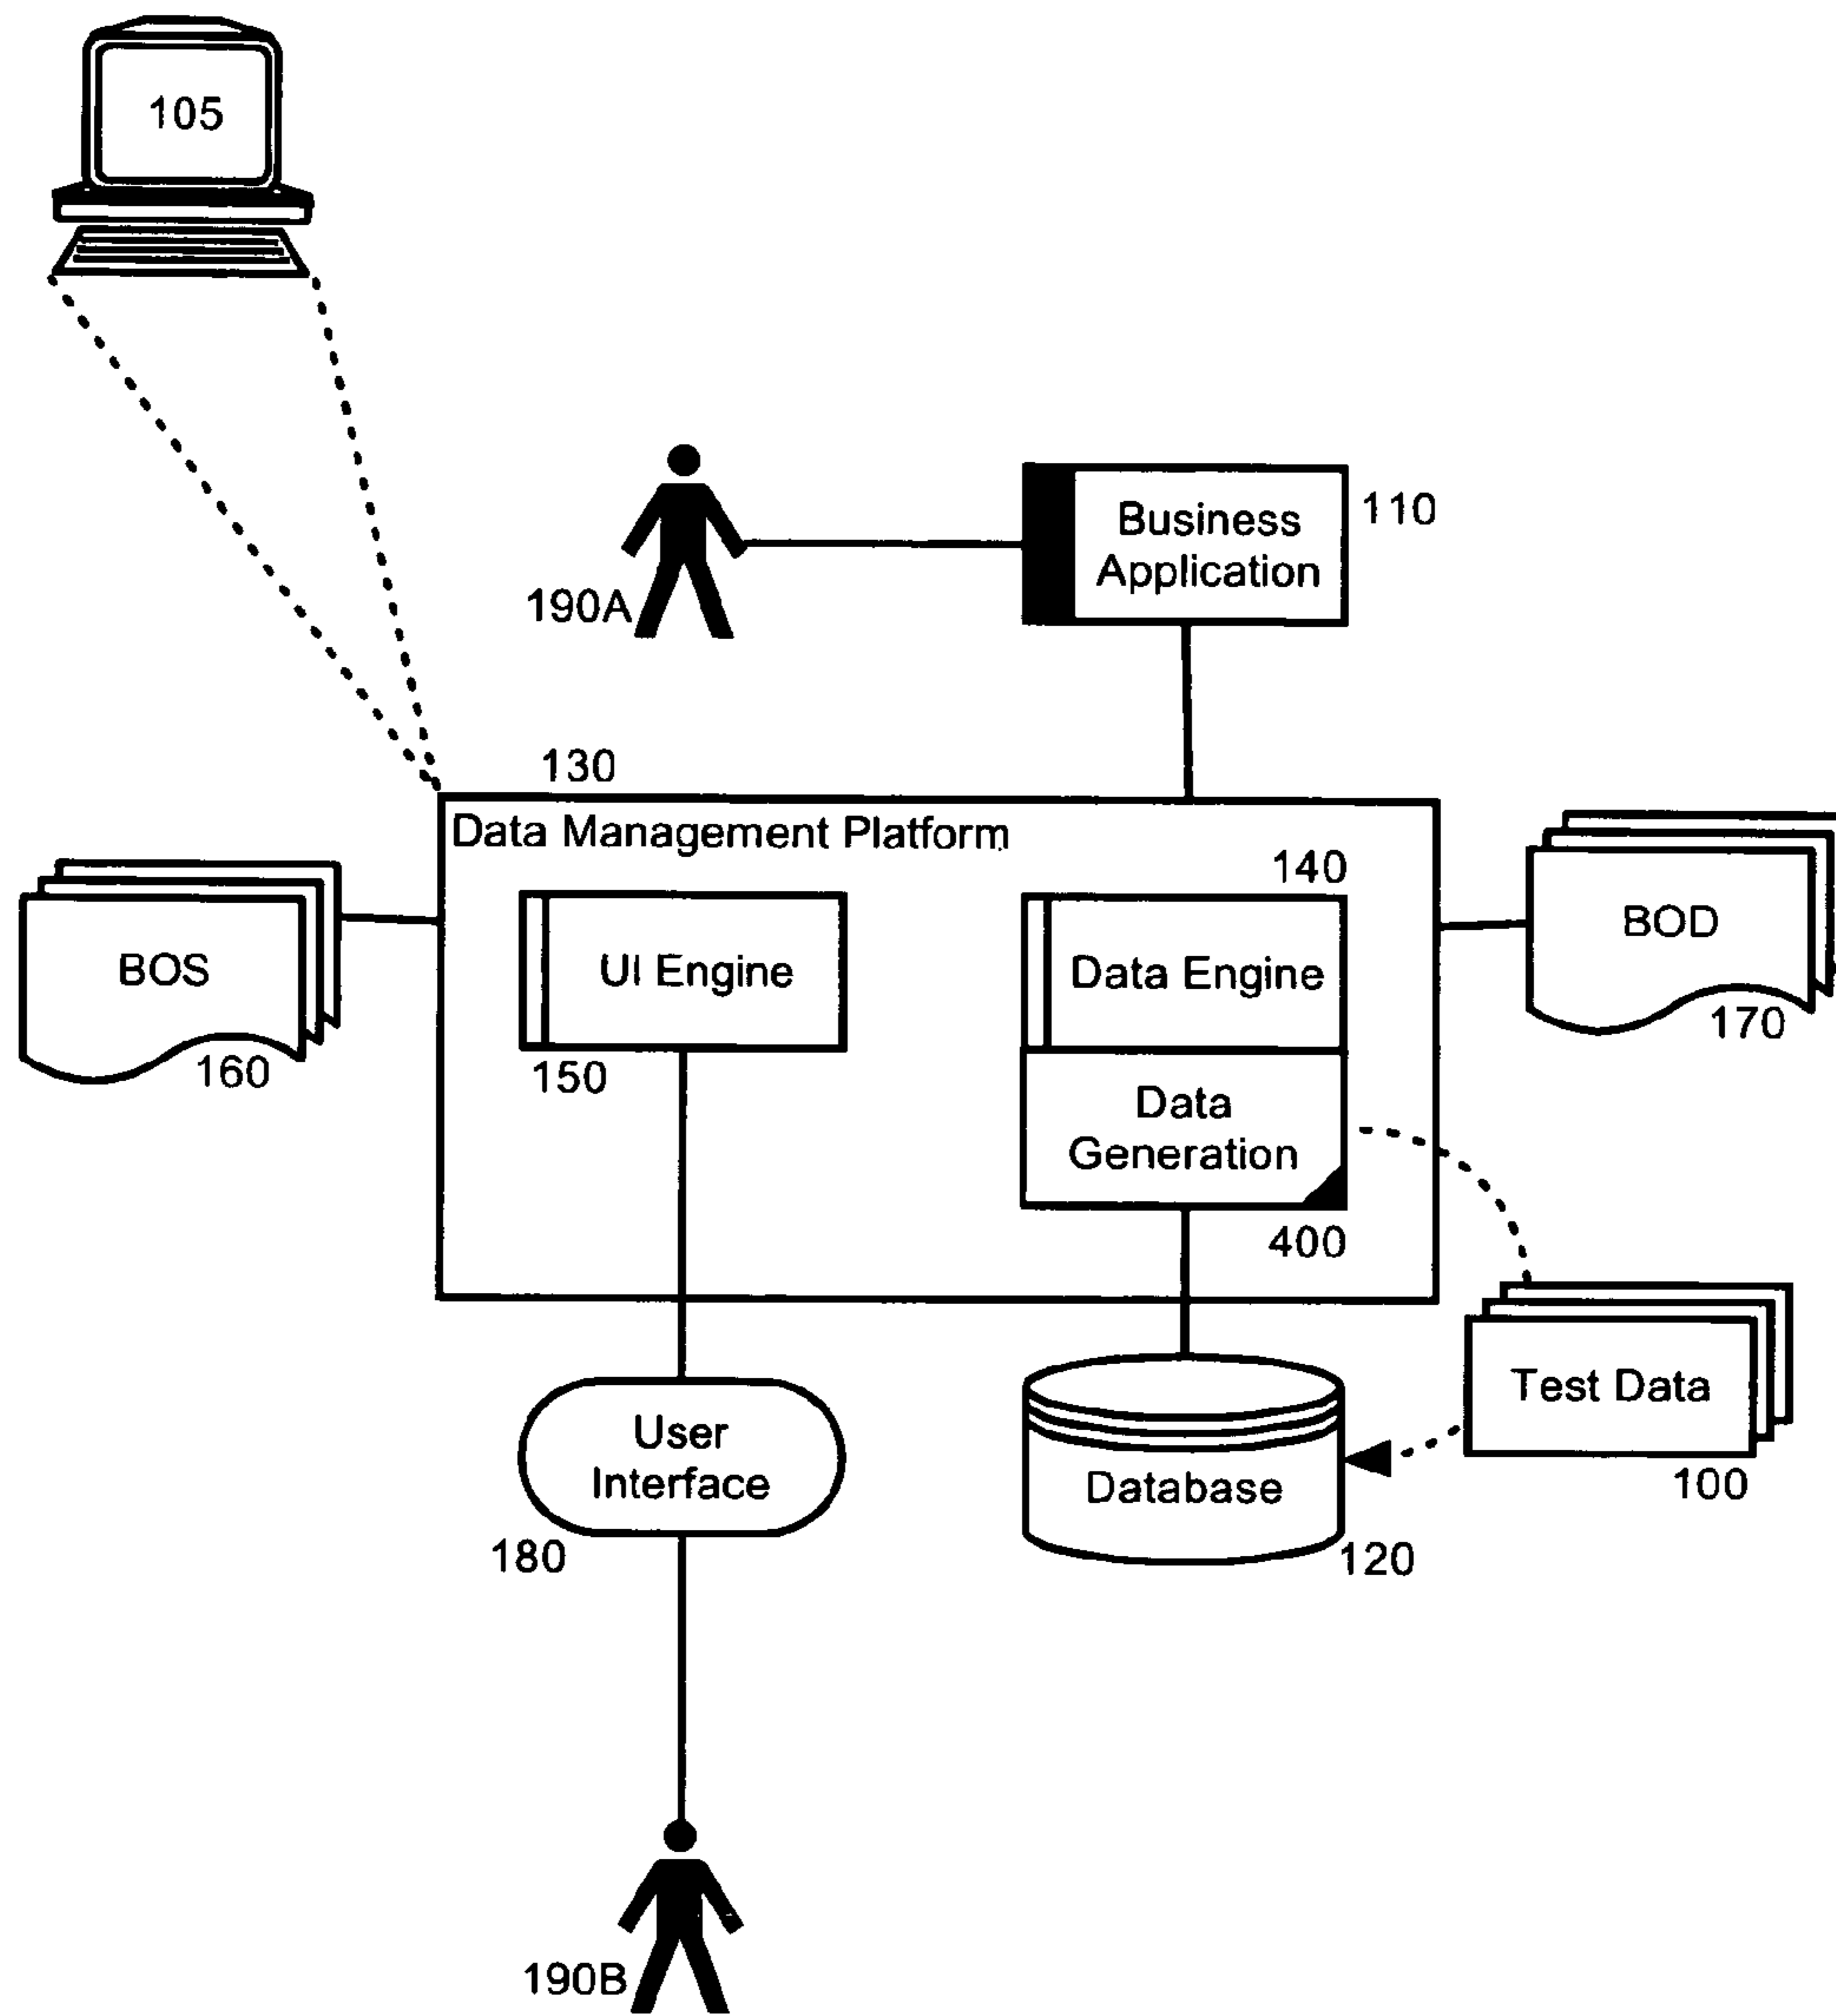 105
Business
Application
110
190A
130
Data Management Platform
140
BOS
160
UI Engine
150
Data Engine
BOD
170
Data
Generation
400
Test Data
100
User
Interface
180
Database
120
190B